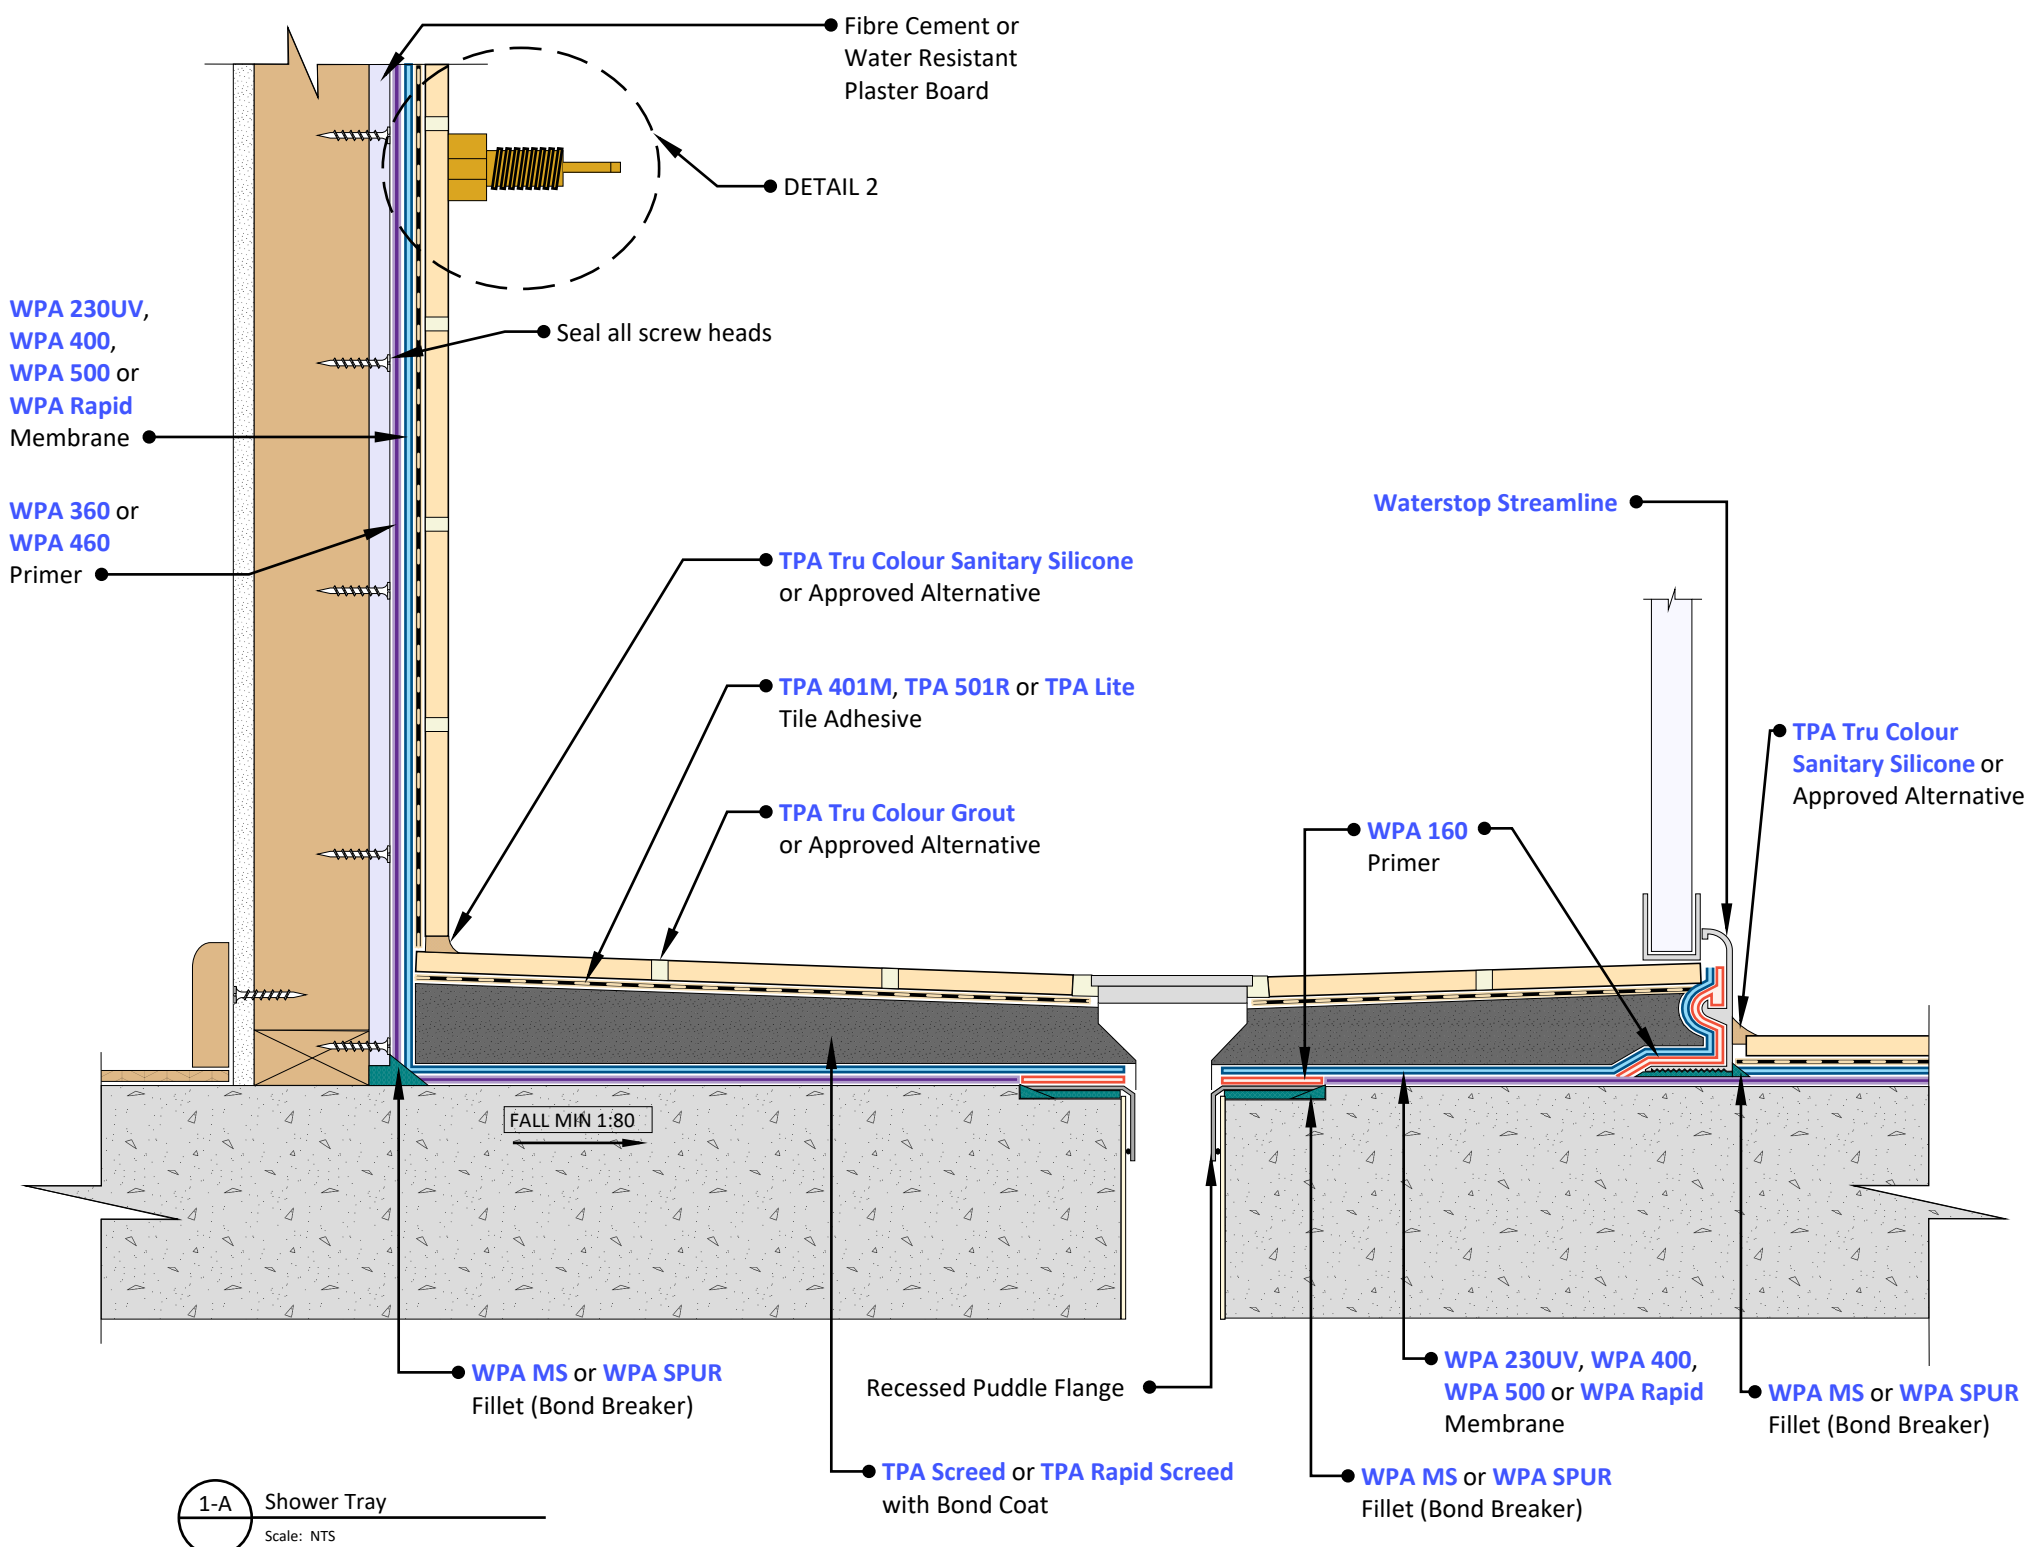 Fibre Cement or
Water Resistant
Plaster Board
DETAIL 2
WPA 230UV,
WPA 400,
WPA 500 or
WPA Rapid
Membrane
Seal all screw heads
WPA 360 or
WPA 460
Primer
Waterstop Streamline
TPA Tru Colour Sanitary Silicone
or Approved Alternative
TPA 401M, TPA 501R or TPA Lite
Tile Adhesive
TPA Tru Colour
Sanitary Silicone or
Approved Alternative
TPA Tru Colour Grout
or Approved Alternative
WPA 160
Primer
FALL MIN 1:80
WPA MS or WPA SPUR
Fillet (Bond Breaker)
Recessed Puddle Flange
WPA 230UV, WPA 400,
WPA 500 or WPA Rapid
Membrane
WPA MS or WPA SPUR
Fillet (Bond Breaker)
TPA Screed or TPA Rapid Screed
with Bond Coat
WPA MS or WPA SPUR
Fillet (Bond Breaker)
1-A
Shower Tray
Scale: NTS